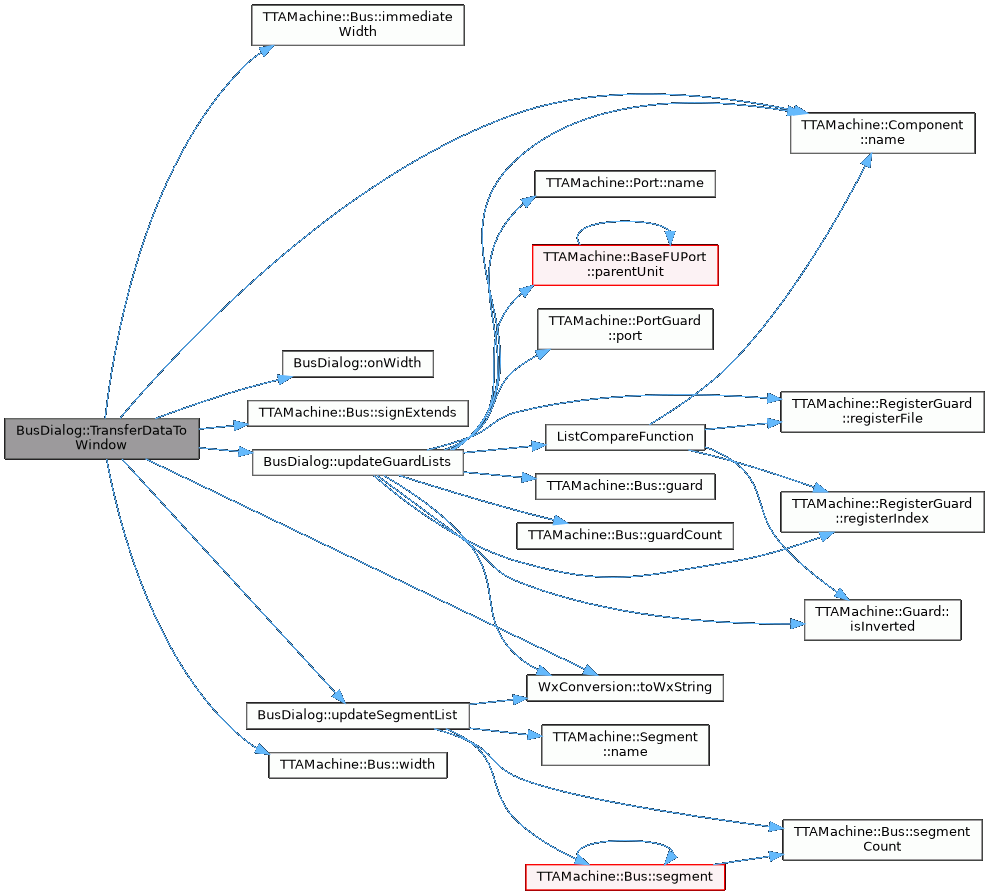 TTAMachine::Bus::immediate
Width
TTAMachine::Component
::name
TTAMachine::Port::name
TTAMachine::BaseFUPort
::parentUnit
TTAMachine::PortGuard
::port
BusDialog::onWidth
TTAMachine::RegisterGuard
::registerFile
TTAMachine::Bus::signExtends
BusDialog::TransferDataTo
Window
ListCompareFunction
BusDialog::updateGuardLists
TTAMachine::Bus::guard
TTAMachine::RegisterGuard
::registerIndex
TTAMachine::Bus::guardCount
TTAMachine::Guard::
isInverted
WxConversion::toWxString
BusDialog::updateSegmentList
TTAMachine::Segment
::name
TTAMachine::Bus::width
TTAMachine::Bus::segment
Count
TTAMachine::Bus::segment